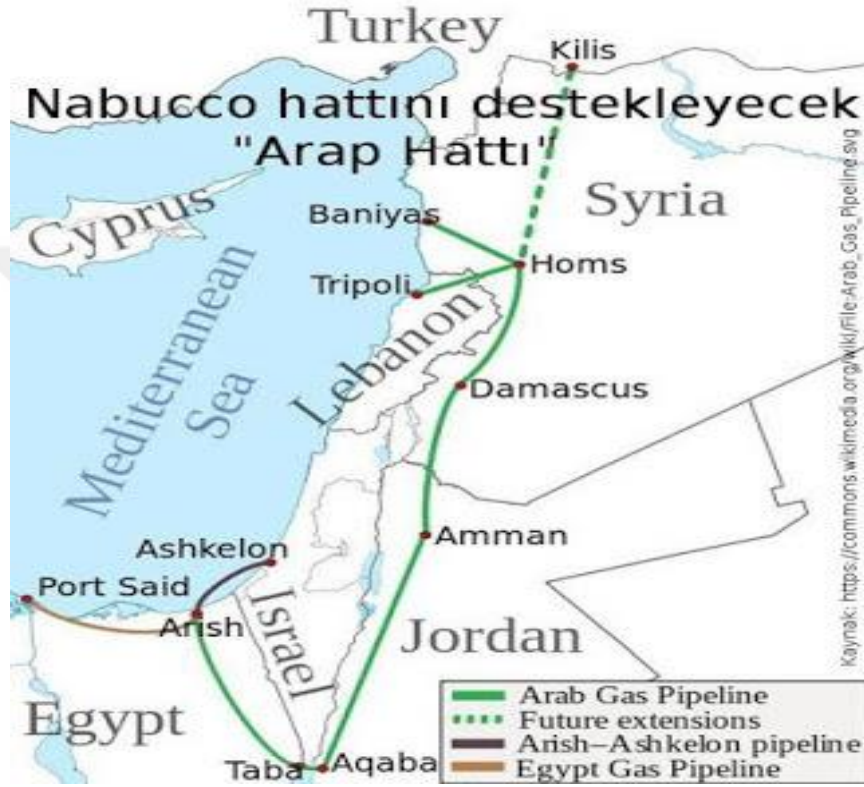 Turkey
Kilis
Nabucco hattını destekleyecek
"Arap Hattı"
Cyprus
Syria
Baniyas
Homs
Tripoli
Lebanon
Mediterranean
Sea
Damascus
Ashkelon
Amman
Port Said
Arish
Israel
Jordan
Egypt
Taba
Aqaba
Arab Gas Pipeline
Future extensions
Arish–Ashkelon pipeline
Egypt Gas Pipeline
Kaynak: https://commons.wikimedia.org/wiki/File:Arab_Gas_Pipeline.svg